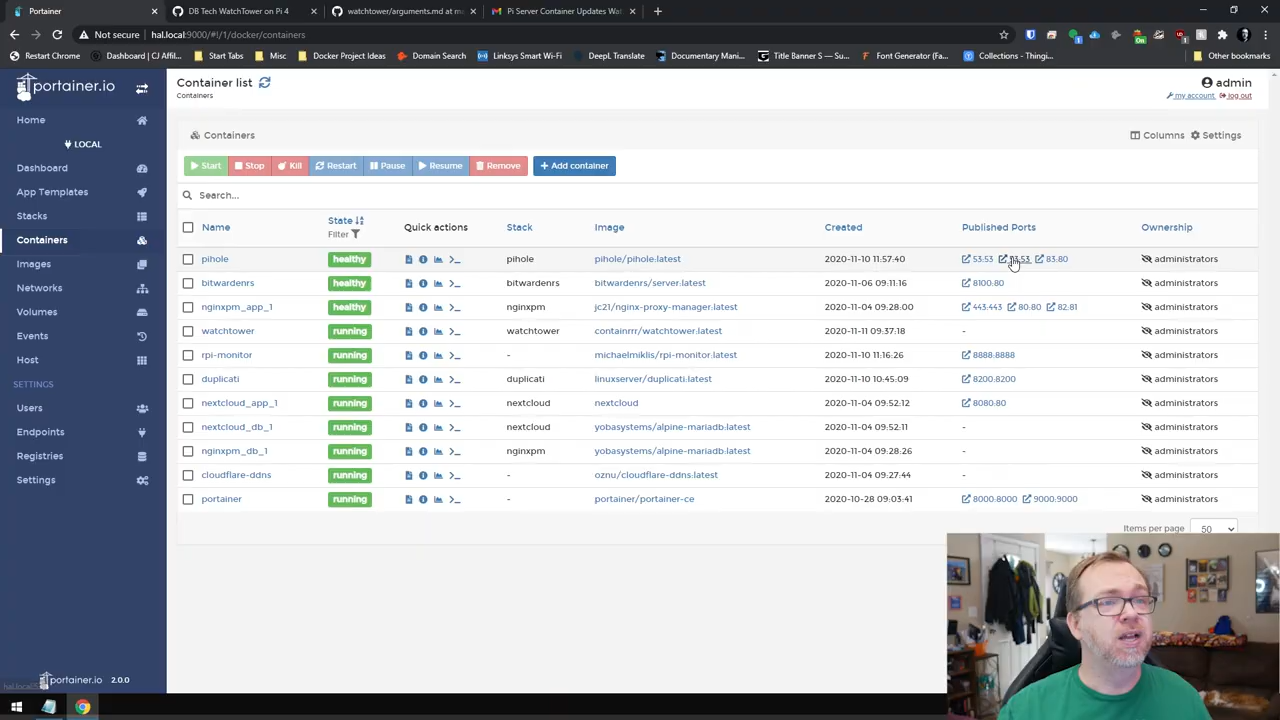 Portainer
DB Tech WatchTower on Pi 4
watchtower/arguments.md at m
Pi Server Container Updates Wat
Not secure
hal.local:9000/#!/1/docker/containers
Restart Chrome
Dashboard | CJ Affili...
Start Tabs
Misc
Docker Project Ideas
Domain Search
Linksys Smart Wi-Fi
DeepL Translate
Documentary Mani...
Title Banner S — Su...
Font Generator (Fa...
Collections - Thingi...
Other bookmarks
portainer.io
Home
LOCAL
Dashboard
App Templates
Stacks
Containers
Images
Networks
Volumes
Events
Host
SETTINGS
Users
Endpoints
Registries
Settings
portainer.io 2.0.0
Container list
Containers
admin
my account log out
Containers
Columns Settings
Start Stop Kill Restart Pause Resume Remove Add container
Search...
Name State Filter Quick actions Stack Image Created Published Ports Ownership
pihole healthy pihole pihole/pihole:latest 2020-11-10 11:57:40 53:53 53:53 83:80 administrators
bitwardenrs healthy bitwardenrs bitwardenrs/server:latest 2020-11-06 09:11:16 8100:80 administrators
nginxpm_app_1 healthy nginxpm jc21/nginx-proxy-manager:latest 2020-11-04 09:28:00 443:443 80:80 82:81 administrators
watchtower running watchtower containrrr/watchtower:latest 2020-11-11 09:37:18 - administrators
rpi-monitor running - michaelmiklis/rpi-monitor:latest 2020-11-10 11:16:26 8888:8888 administrators
duplicati running duplicati linuxserver/duplicati:latest 2020-11-10 10:45:09 8200:8200 administrators
nextcloud_app_1 running nextcloud nextcloud 2020-11-04 09:52:12 8080:80 administrators
nextcloud_db_1 running nextcloud yobasystems/alpine-mariadb:latest 2020-11-04 09:52:11 - administrators
nginxpm_db_1 running nginxpm yobasystems/alpine-mariadb:latest 2020-11-04 09:28:26 - administrators
cloudflare-ddns running - oznu/cloudflare-ddns:latest 2020-11-04 09:27:44 - administrators
portainer running - portainer/portainer-ce 2020-10-28 09:03:41 8000:8000 9000:9000 administrators
Items per page 50